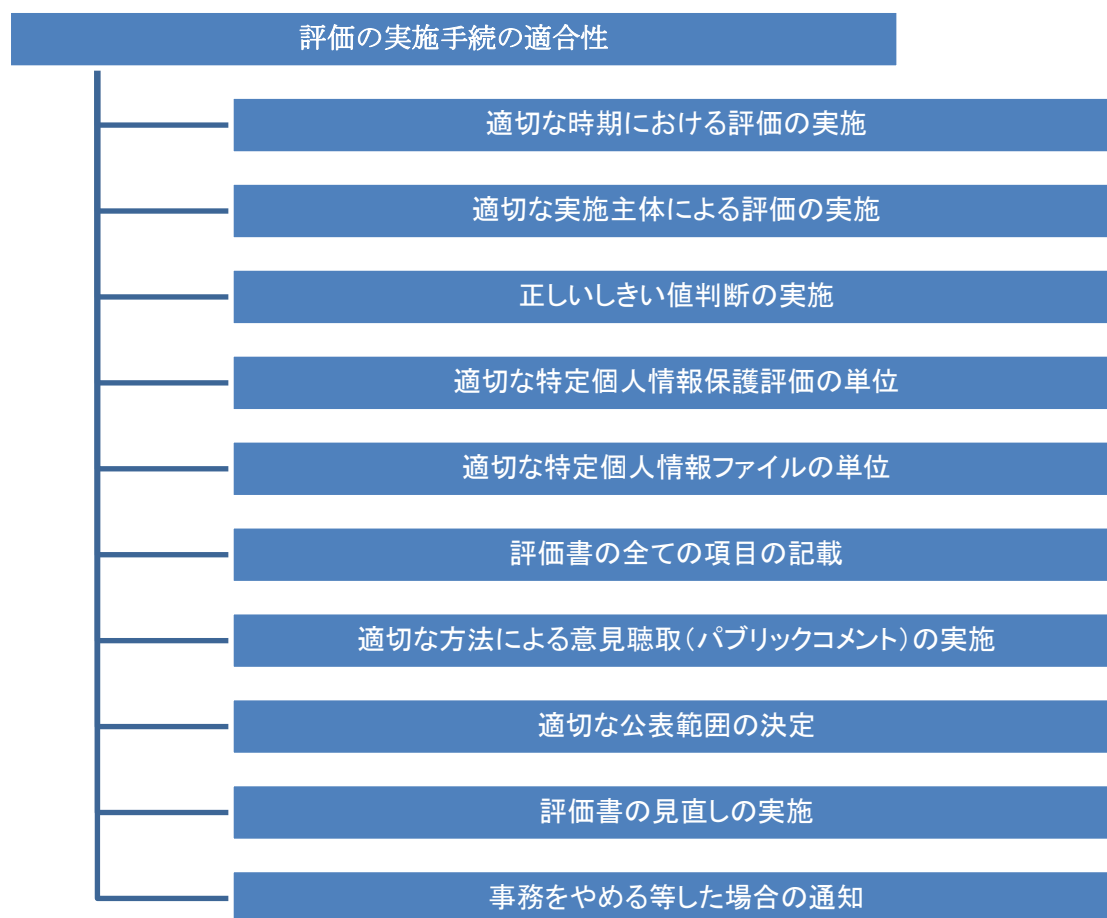 評価の実施手続の適合性
適切な時期における評価の実施
適切な実施主体による評価の実施
正しいしきい値判断の実施
適切な特定個人情報保護評価の単位
適切な特定個人情報ファイルの単位
評価書の全ての項目の記載
適切な方法による意見聴取(パブリックコメント)の実施
適切な公表範囲の決定
評価書の見直しの実施
事務をやめる等した場合の通知